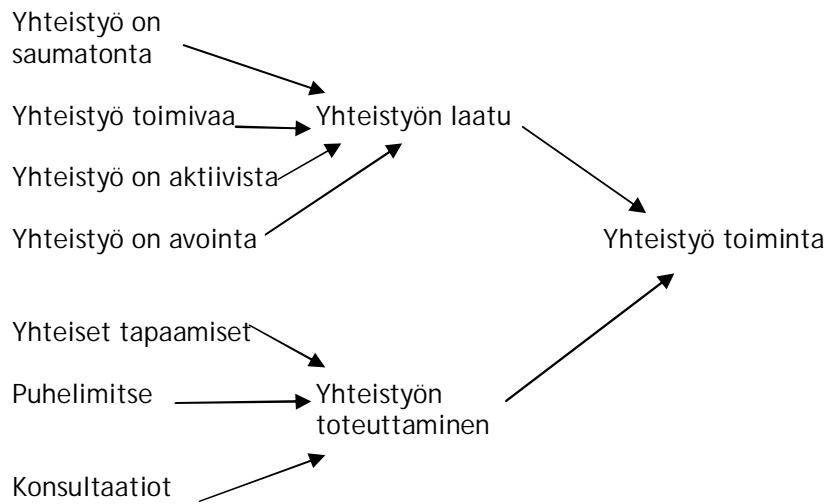 Yhteistyö on
saumatonta
Yhteistyö toimivaa
Yhteistyön laatu
Yhteistyö on aktiivista
Yhteistyö on avointa
Yhteistyö toiminta
Yhteiset tapaamiset
Puhelimitse
Yhteistyön
toteuttaminen
Konsultaatiot